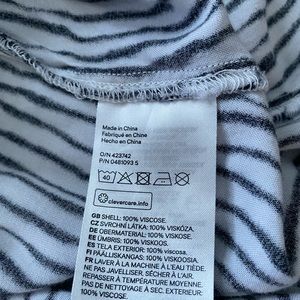 Made in China
Fabriqué en Chine
Hecho en China
O/N 423742
P/N 0481093 5
40
clevercare.info
GB SHELL: 100% VISCOSE.
CZ SVRCHNÍ LÁTKA: 100% VISKÓZA.
DE OBERMATERIAL: 100% VISKOSE.
EE ÜMBRIS: 100% VISKOOS.
ES TELA EXTERIOR: 100% VISCOSA.
FI PÄÄLLISKANGAS: 100% VISKOOSI.
FR LAVER À LA MACHINE À L'EAU TIÈDE.
NE PAS JAVELLISER. SÉCHER À L'AIR.
REPASSER À TEMPÉRATURE MOYENNE.
PAS DE NETTOYAGE À SEC. EXTÉRIEUR: